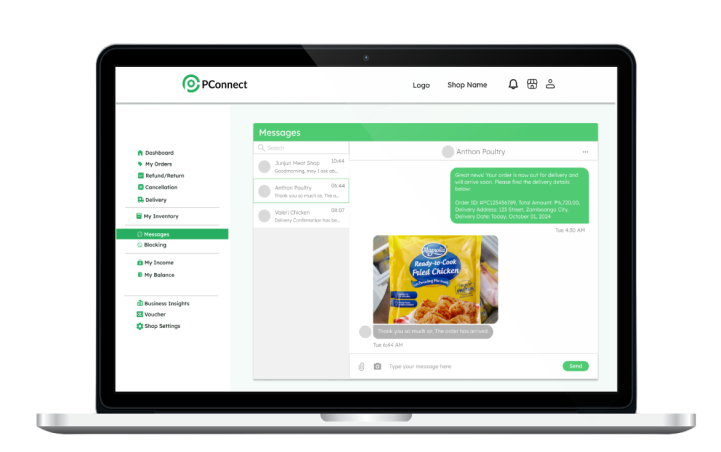 PConnect
Logo
Shop Name
Dashboard
My Orders
Refund/Return
Cancellation
Delivery
My Inventory
Messages
Blocking
My Income
My Balance
Business Insights
Voucher
Shop Settings
Messages
Search
Junjun Meat Shop 10:44
Goodmorning, may I ask ab...
Anthon Poultry 06:44
Thank you so much sir, The o...
Valeri Chicken 08:07
Delivery Confirmation has be...
Anthon Poultry
...
Great news! Your order is now out for delivery and
will arrive soon. Please find the delivery details
below:
Order ID: #PC123456789, Total Amount: ₱6,720.00,
Delivery Address: 123 Street, Zamboanga City
Delivery Date: Today, October 31, 2024
Tue 4:30 AM
Magnolia
Ready-to-Cook
Fried Chicken
Thank you so much sir, The order has arrived.
Tue 6:44 AM
Type your message here
Send